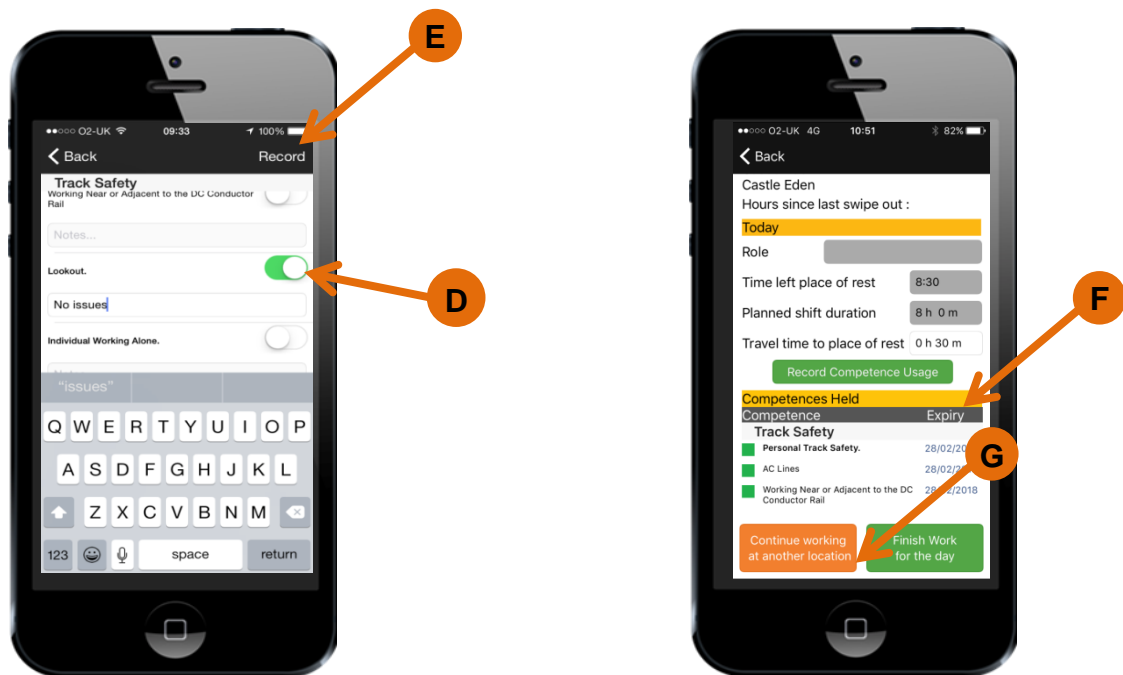 E
O2-UK 09:33 100%
Back Record
Track Safety
Working Near or Adjacent to the DC Conductor
Rail
Notes...
Lookout.
D
No issues
Individual Working Alone.
"issues"
Q W E R T Y U I O P
A S D F G H J K L
Z X C V B N M
123 space return
O2-UK 4G 10:51 82%
Back
Castle Eden
Hours since last swipe out :
Today
Role
Time left place of rest 8:30
F
Planned shift duration 8 h 0 m
Travel time to place of rest 0 h 30 m
Record Competence Usage
Competences Held
Competence Expiry
Track Safety
Personal Track Safety. 28/02/20
G
AC Lines 28/02/20
Working Near or Adjacent to the DC 28/02/2018
Conductor Rail
Continue working
at another location
Finish Work
for the day